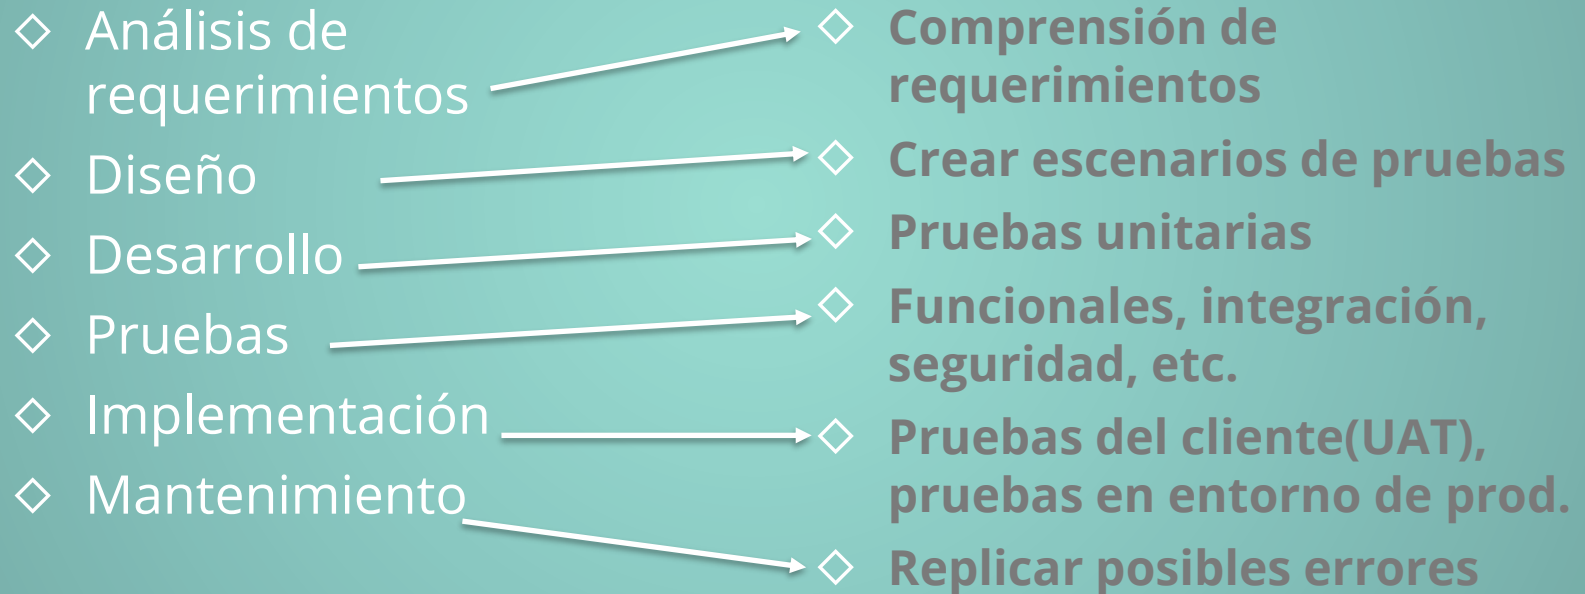 Análisis de
requerimientos
Diseño
Desarrollo
Pruebas
Implementación
Mantenimiento
Comprensión de
requerimientos
Crear escenarios de pruebas
Pruebas unitarias
Funcionales, integración,
seguridad, etc.
Pruebas del cliente(UAT),
pruebas en entorno de prod.
Replicar posibles errores